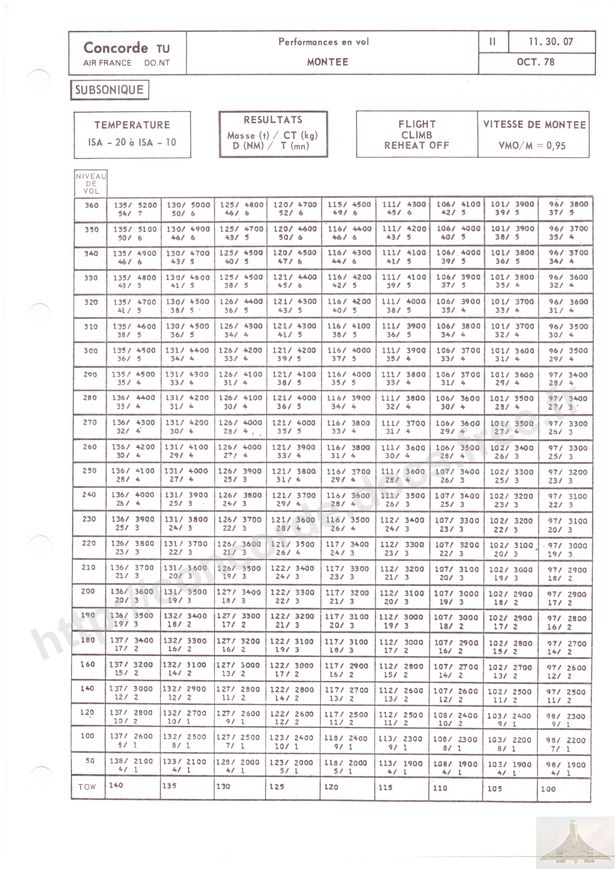 Concorde TU
AIR FRANCE DO.NT
Performances en vol
MONTEE
II
11. 30. 07
OCT. 78
SUBSONIQUE
TEMPERATURE
ISA - 20 à ISA - 10
RESULTATS
Masse (t) / CT (kg)
D (NM) / T (mn)
FLIGHT
CLIMB
REHEAT OFF
VITESSE DE MONTEE
VMO/M = 0,95
NIVEAU
DE
VOL
360 135/ 5200 130/ 5000 125/ 4800 120/ 4700 115/ 4500 111/ 4300 106/ 4100 101/ 3900 96/ 3800
54/ 7 50/ 6 46/ 6 52/ 6 49/ 6 45/ 6 42/ 5 39/ 5 37/ 5
350 135/ 5100 130/ 4900 125/ 4700 120/ 4600 116/ 4400 111/ 4200 106/ 4000 101/ 3900 96/ 3700
50/ 6 46/ 6 43/ 5 50/ 6 46/ 6 43/ 5 40/ 5 38/ 5 35/ 4
340 135/ 4900 130/ 4700 125/ 4500 120/ 4500 116/ 4300 111/ 4100 106/ 4000 101/ 3800 96/ 3700
46/ 6 43/ 5 40/ 5 47/ 6 44/ 6 41/ 5 39/ 5 36/ 5 34/ 4
330 135/ 4800 130/ 4600 125/ 4500 121/ 4400 116/ 4200 111/ 4100 106/ 3900 101/ 3800 96/ 3600
43/ 5 41/ 5 38/ 5 45/ 6 42/ 5 39/ 5 37/ 5 35/ 4 32/ 4
320 135/ 4700 130/ 4500 126/ 4400 121/ 4300 116/ 4200 111/ 4000 106/ 3900 101/ 3700 96/ 3600
41/ 5 38/ 5 36/ 5 43/ 5 40/ 5 38/ 5 35/ 4 33/ 4 31/ 4
310 135/ 4600 130/ 4500 126/ 4300 121/ 4300 116/ 4100 111/ 3900 106/ 3800 101/ 3700 96/ 3500
38/ 5 36/ 5 34/ 4 41/ 5 38/ 5 36/ 5 34/ 4 32/ 4 30/ 4
300 135/ 4500 131/ 4400 126/ 4200 121/ 4200 116/ 4000 111/ 3900 106/ 3700 101/ 3600 96/ 3500
36/ 5 34/ 4 33/ 4 39/ 5 37/ 5 35/ 4 33/ 4 31/ 4 29/ 4
290 135/ 4500 131/ 4300 126/ 4100 121/ 4100 116/ 4000 111/ 3800 106/ 3700 101/ 3600 97/ 3400
35/ 4 33/ 4 31/ 4 38/ 5 35/ 4 33/ 4 31/ 4 29/ 4 28/ 4
280 136/ 4400 131/ 4200 126/ 4100 121/ 4000 116/ 3900 111/ 3800 106/ 3600 101/ 3500 97/ 3400
33/ 4 31/ 4 30/ 4 36/ 5 34/ 4 32/ 4 30/ 4 28/ 4 27/ 3
270 136/ 4300 131/ 4200 126/ 4000 121/ 4000 116/ 3800 111/ 3700 106/ 3600 101/ 3500 97/ 3300
32/ 4 30/ 4 28/ 4 35/ 5 33/ 4 31/ 4 29/ 4 27/ 4 26/ 3
260 136/ 4200 131/ 4100 126/ 4000 121/ 3900 116/ 3800 111/ 3600 106/ 3500 102/ 3400 97/ 3300
30/ 4 29/ 4 27/ 4 33/ 4 31/ 4 30/ 4 28/ 4 26/ 3 25/ 3
250 136/ 4100 131/ 4000 126/ 3900 121/ 3800 116/ 3700 111/ 3600 107/ 3400 102/ 3300 97/ 3200
28/ 4 27/ 4 25/ 3 31/ 4 29/ 4 28/ 4 26/ 3 25/ 3 23/ 3
240 136/ 4000 131/ 3900 126/ 3800 121/ 3700 116/ 3600 111/ 3500 107/ 3400 102/ 3200 97/ 3100
26/ 4 25/ 3 24/ 3 29/ 4 28/ 4 26/ 3 25/ 3 23/ 3 22/ 3
230 136/ 3900 131/ 3800 126/ 3700 121/ 3600 116/ 3500 112/ 3400 107/ 3300 102/ 3200 97/ 3100
25/ 3 23/ 3 22/ 3 28/ 4 26/ 4 24/ 3 23/ 3 22/ 3 20/ 3
220 136/ 3800 131/ 3700 126/ 3600 121/ 3500 117/ 3400 112/ 3300 107/ 3200 102/ 3100 97/ 3000
23/ 3 22/ 3 21/ 3 26/ 4 24/ 3 23/ 3 22/ 3 20/ 3 19/ 3
210 136/ 3700 131/ 3600 126/ 3500 122/ 3400 117/ 3300 112/ 3200 107/ 3100 102/ 3000 97/ 2900
21/ 3 20/ 3 19/ 3 24/ 3 23/ 3 21/ 3 20/ 3 19/ 3 18/ 2
200 136/ 3600 131/ 3500 127/ 3400 122/ 3300 117/ 3200 112/ 3100 107/ 3000 102/ 2900 97/ 2800
20/ 3 19/ 3 18/ 3 22/ 3 21/ 3 20/ 3 19/ 3 18/ 2 17/ 2
190 136/ 3500 132/ 3400 127/ 3300 122/ 3200 117/ 3100 112/ 3000 107/ 3000 102/ 2900 97/ 2800
19/ 3 18/ 2 17/ 2 21/ 3 20/ 3 19/ 3 18/ 2 17/ 2 16/ 2
180 137/ 3400 132/ 3300 127/ 3200 122/ 3100 117/ 3100 112/ 3000 107/ 2900 102/ 2800 97/ 2700
17/ 2 16/ 2 16/ 2 19/ 3 18/ 3 17/ 2 16/ 2 15/ 2 14/ 2
160 137/ 3200 132/ 3100 127/ 3000 122/ 3000 117/ 2900 112/ 2800 107/ 2700 102/ 2700 97/ 2600
15/ 2 14/ 2 13/ 2 17/ 2 16/ 2 15/ 2 14/ 2 13/ 2 12/ 2
140 137/ 3000 132/ 2900 127/ 2800 122/ 2800 117/ 2700 112/ 2600 107/ 2600 102/ 2500 97/ 2500
12/ 2 12/ 2 11/ 2 14/ 2 13/ 2 13/ 2 12/ 2 11/ 2 11/ 2
120 137/ 2800 132/ 2700 127/ 2600 122/ 2600 117/ 2500 112/ 2500 108/ 2400 103/ 2400 98/ 2300
10/ 2 10/ 1 9/ 1 12/ 2 11/ 2 11/ 2 10/ 2 9/ 1 9/ 1
100 137/ 2600 132/ 2500 127/ 2500 123/ 2400 118/ 2400 113/ 2300 108/ 2300 103/ 2200 98/ 2200
8/ 1 8/ 1 7/ 1 10/ 1 9/ 1 9/ 1 8/ 1 8/ 1 7/ 1
50 138/ 2100 133/ 2100 128/ 2000 123/ 2000 118/ 2000 113/ 1900 108/ 1900 103/ 1900 98/ 1900
4/ 1 4/ 1 4/ 1 5/ 1 5/ 1 4/ 1 4/ 1 4/ 1 4/ 1
TOW 140 135 130 125 120 115 110 105 100